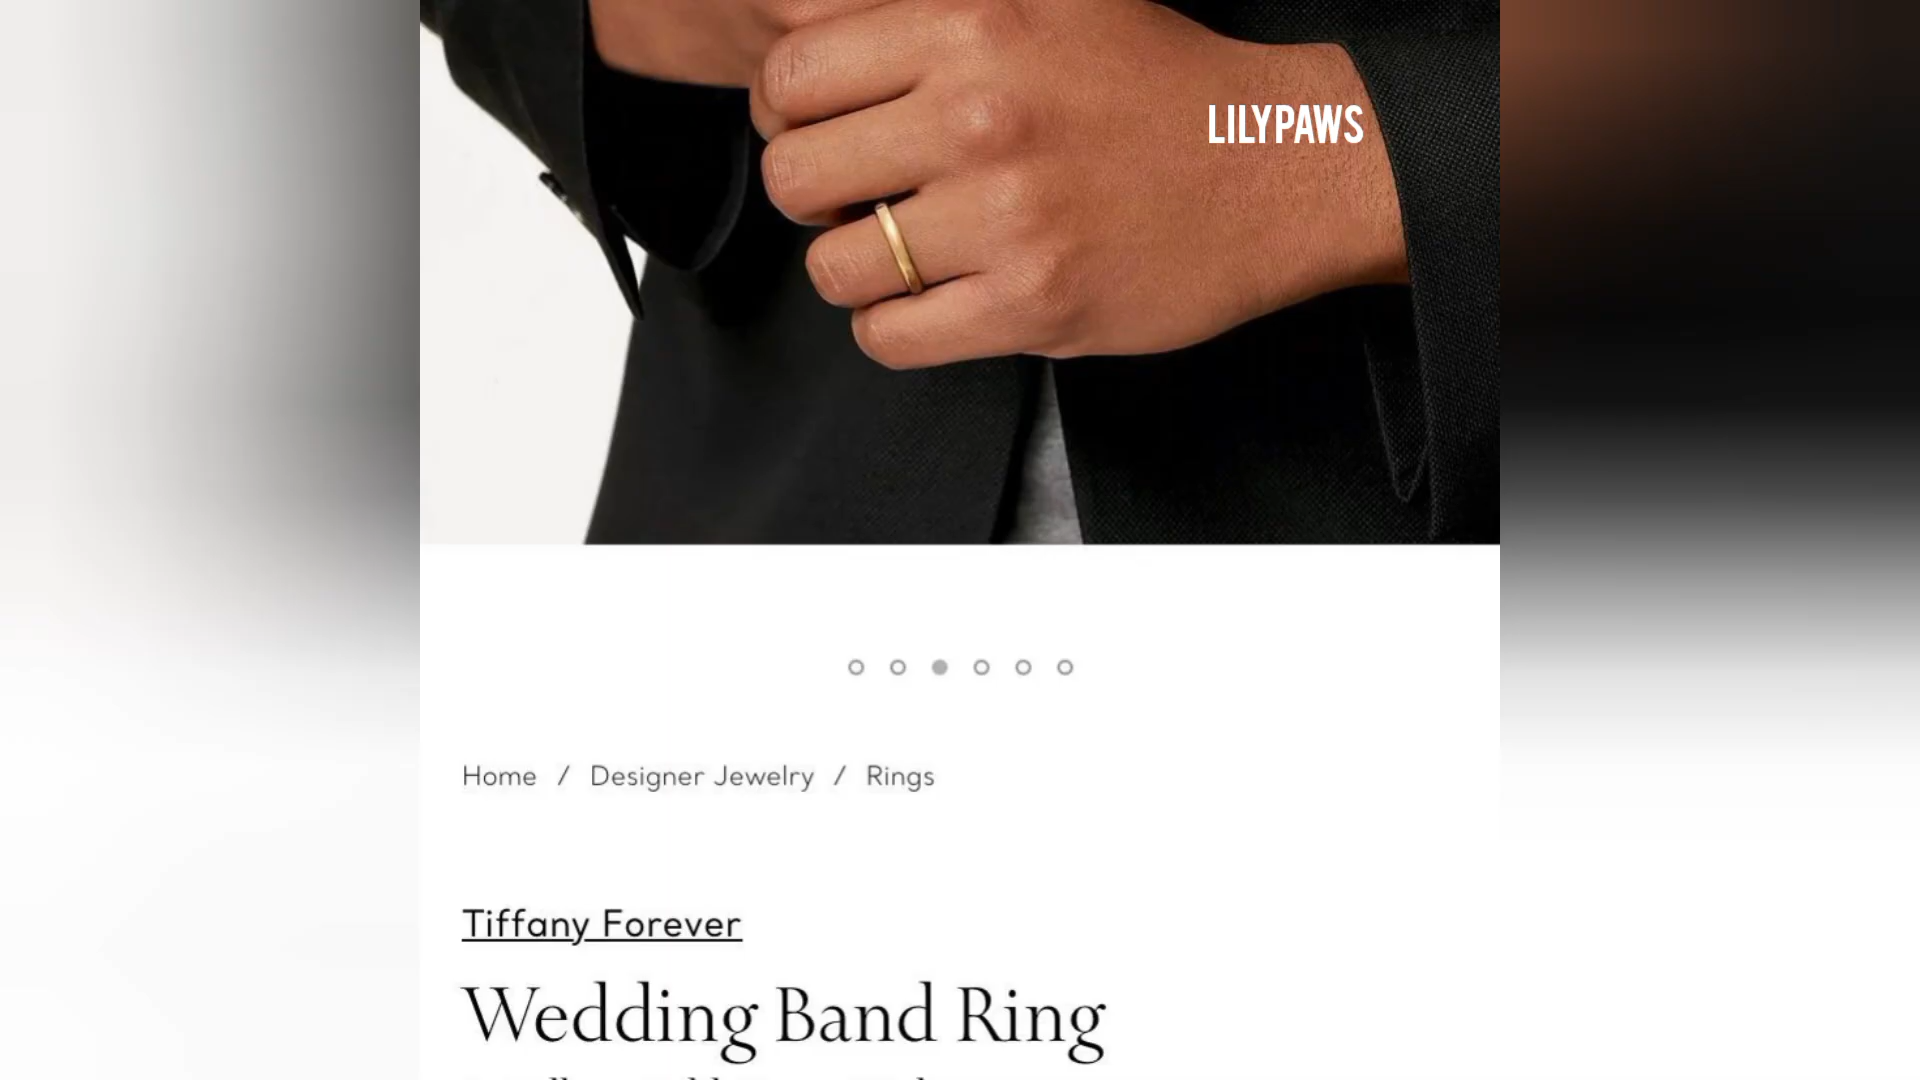 LILYPAWS
Home / Designer Jewelry / Rings
Tiffany Forever
Wedding Band Ring